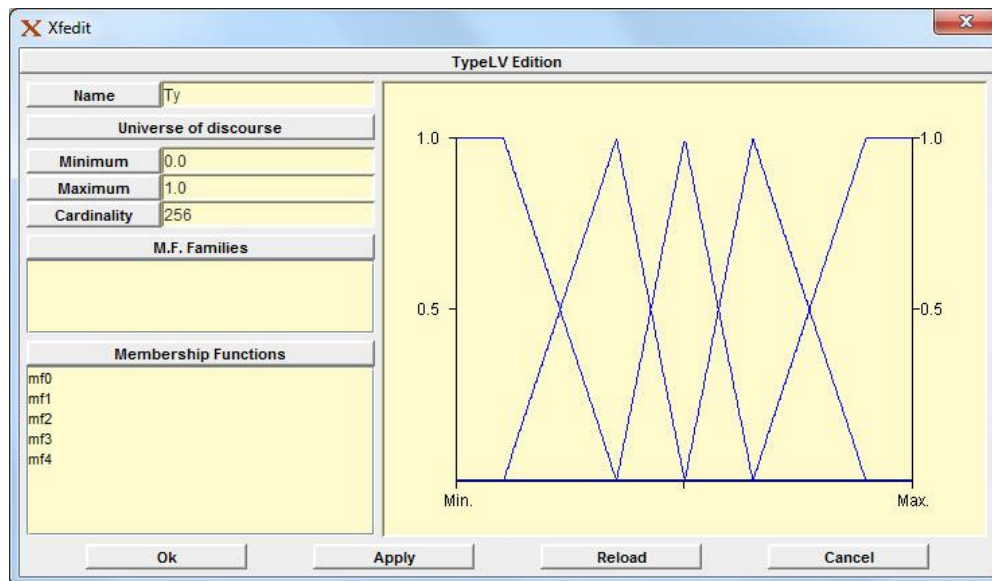 Xfedit
TypeLV Edition
Name Ty
Universe of discourse
Minimum 0.0
Maximum 1.0
Cardinality 256
M.F. Families
Membership Functions
mf0
mf1
mf2
mf3
mf4
1.0 1.0
0.5 0.5
Min. Max.
Ok Apply Reload Cancel